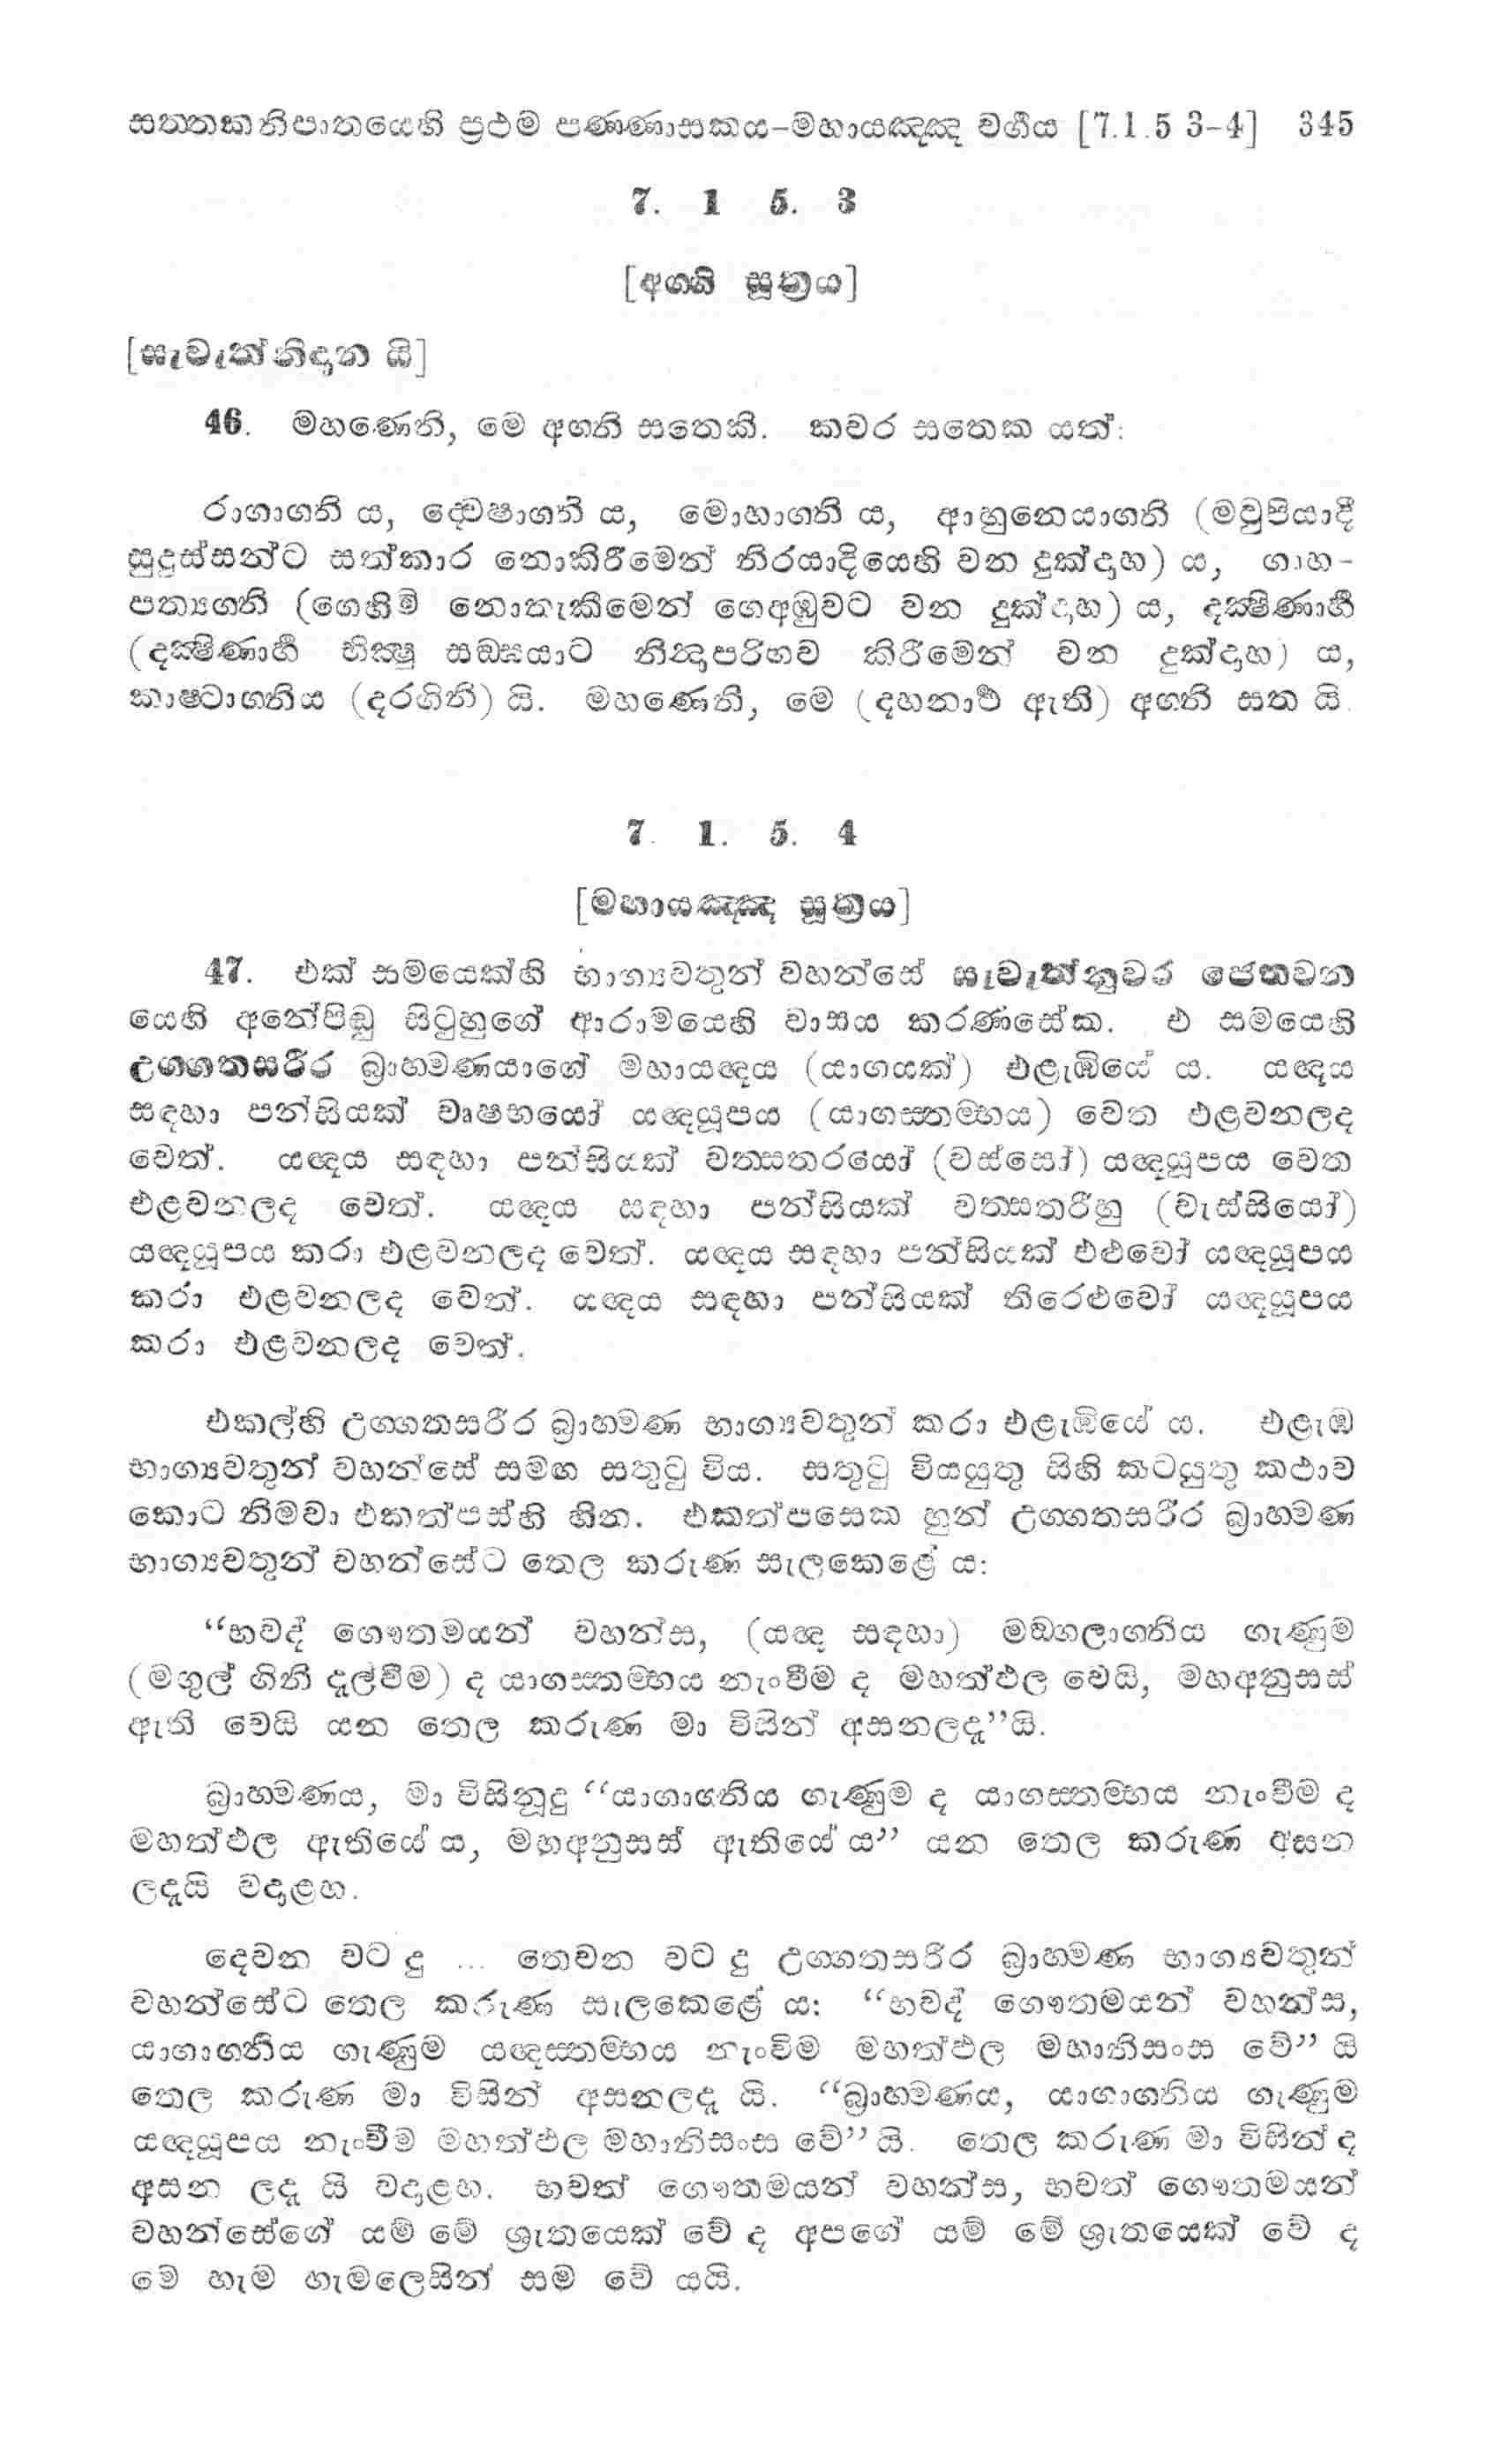 සත්තකනිපාතයෙහි ප්‍රථම පණ්ණාසකය-මහායඤ්ඤ වර්ගය [7.1.5 3-4] 345
7. 1 5. 3
[අග්නි සූත්‍රය]
[සැවැත්නිදාන යි]
46. මහණෙනි, මේ අග්නි සතෙකි. කවර සතෙක යත්:
රාගාග්නි ය, ද්වේෂාග්නි ය, මොහාග්නි ය, ආහුනෙයාග්නි (මවුපියාදී
සුදුස්සන්ට සත්කාර නොකිරීමෙන් නිරයාදියෙහි වන දුක්දාහ) ය, ගාහ-
පත්‍යග්නි (ගෙහිමි නොතැකීමෙන් ගෙඅඹුවට වන දුක්දාහ) ය, දක්ෂිණාර්හ
(දක්ෂිණාර්හ භික්ෂු සඞ්ඝයාට නින්‍දාපරිභව කිරීමෙන් වන දුක්දාහ) ය,
කාෂ්ටාග්නිය (දරගිනි) යි. මහණෙනි, මේ (දහනාර්‍ථ ඇති) අග්නි සත යි.
7. 1. 5. 4
[මහායඤ්ඤ සූත්‍රය]
47. එක් සමයෙක්හි භාග්‍යවතුන් වහන්සේ සැවැත්නුවර ජෙතවන
යෙහි අනේපිඬු සිටුහුගේ ආරාමයෙහි වාසය කරණසේක. එ සමයෙහි
උග්ගතසරීර බ්‍රාහ්මණයාගේ මහායඥය (යාගයක්) එළැඹියේ ය. යඥය
සඳහා පන්සියක් වෘෂභයෝ යඥයූපය (යාගස්තම්භය) වෙත එළවනලද
වෙත්. යඥය සඳහා පන්සියක් වත්සතරයෝ (වස්සෝ) යඥයූපය වෙත
එළවනලද වෙත්. යඥය සඳහා පන්සියක් වත්සතරීහු (වැස්සියෝ)
යඥයූපය කරා එළවනලද වෙත්. යඥය සඳහා පන්සියක් එළුවෝ යඥයූපය
කරා එළවනලද වෙත්. යඥය සඳහා පන්සියක් තිරෙළුවෝ යඥයූපය
කරා එළවනලද වෙත්.
එකල්හි උග්ගතසරීර බ්‍රාහ්මණ භාග්‍යවතුන් කරා එළැඹියේ ය. එළැඹ
භාග්‍යවතුන් වහන්සේ සමඟ සතුටු විය. සතුටු වියයුතු සිහි කටයුතු කථාව
කොට නිමවා එකත්පස්හි හින. එකත්පසෙක හුන් උග්ගතසරීර බ්‍රාහ්මණ
භාග්‍යවතුන් වහන්සේට තෙල කරුණ සැලකෙළේ ය:
“භවද් ගෞතමයන් වහන්ස, (යඥ සඳහා) මඞ්ගලාග්නිය ගැණුම
(මගුල් ගිනි දැල්වීම) ද යාගස්තම්භය නැංවීම ද මහත්ඵල වෙයි, මහඅනුසස්
ඇති වෙයි යන තෙල කරුණ මා විසින් අසනලදැ”යි.
බ්‍රාහ්මණය, මා විසිනුදු “යාගාග්නිය ගැණුම ද යාගස්තම්භය නැංවීම ද
මහත්ඵල ඇතියේ ය, මහඅනුසස් ඇතියේ ය” යන තෙල කරුණ අසන
ලදැයි වදාළහ.
දෙවන වට දු ... තෙවන වට දු උග්ගතසරීර බ්‍රාහ්මණ භාග්‍යවතුන්
වහන්සේට තෙල කරුණ සැලකෙළේ ය: “භවද් ගෞතමයන් වහන්ස,
යාගාග්නිය ගැණුම යඥස්තම්භය නැංවිම මහත්ඵල මහානිසංස වේ” යි
තෙල කරුණ මා විසින් අසනලදැ යි. “බ්‍රාහ්මණය, යාගාග්නිය ගැණුම
යඥයූපය නැංවීම මහත්ඵල මහානිසංස වේ” යි. තෙල කරුණ මා විසින් ද
අසන ලදැ යි වදාළහ. භවත් ගෞතමයන් වහන්ස, භවත් ගෞතමයන්
වහන්සේගේ යම් මේ ශ්‍රැතයෙක් වේ ද අපගේ යම් මේ ශ්‍රැතයෙක් වේ ද
මේ හැම හැමලෙසින් සම වේ යයි.